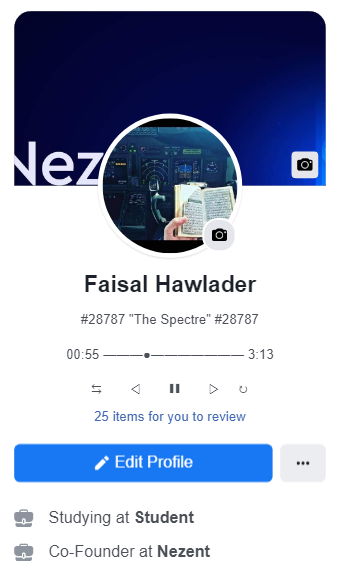 Nez
Faisal Hawlader
#28787 "The Spectre" #28787
00:55 ———●—————— 3:13
⇆ ◁ ❚❚ ▷ ↻
25 items for you to review
Edit Profile
Studying at Student
Co-Founder at Nezent